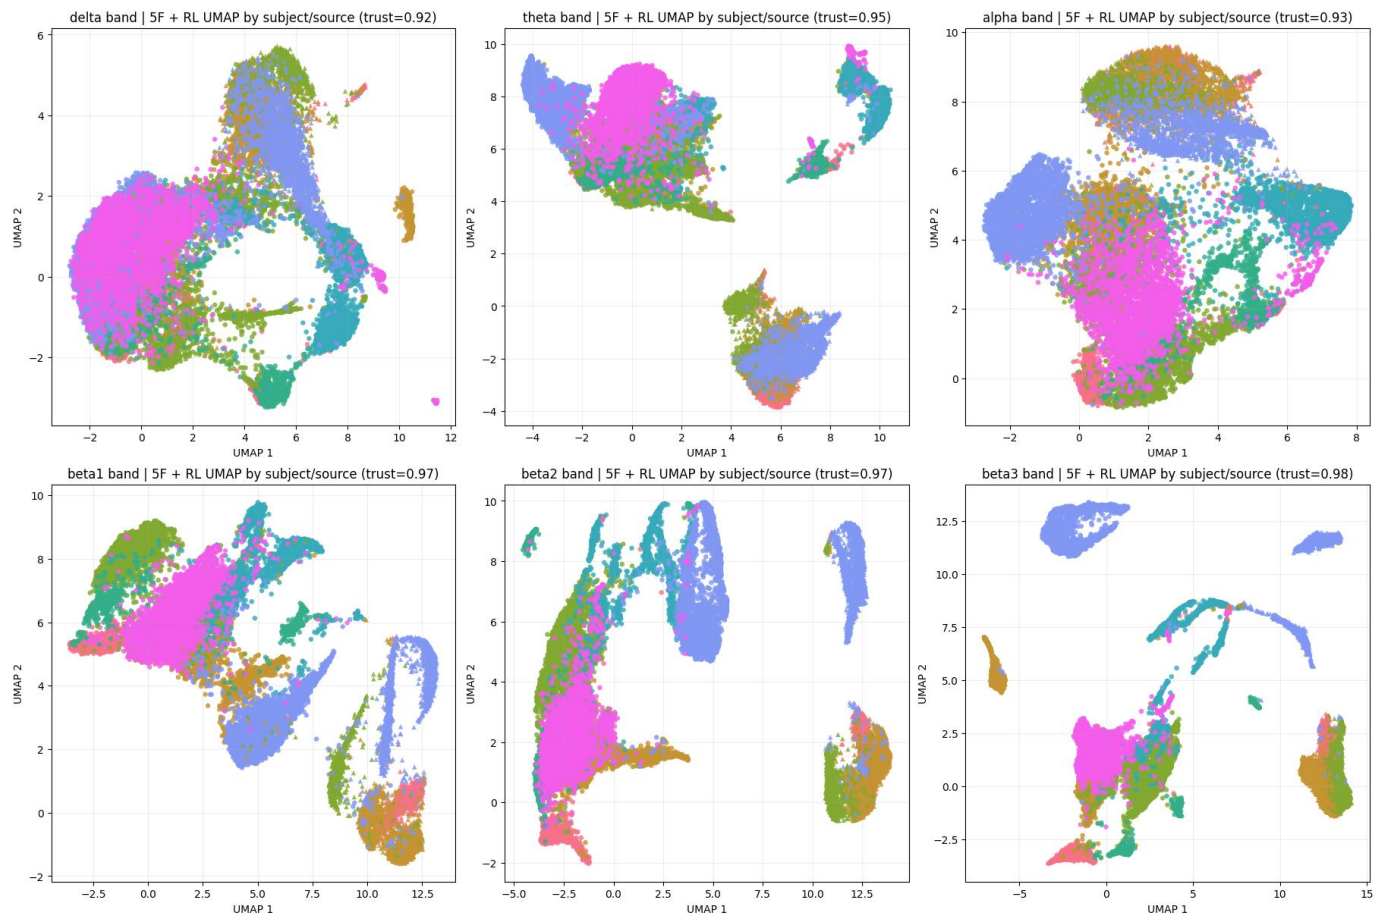 delta band | 5F + RL UMAP by subject/source (trust=0.92)
6
4
2
0
−2
UMAP 2
−2 0 2 4 6 8 10 12
UMAP 1
theta band | 5F + RL UMAP by subject/source (trust=0.95)
10
8
6
4
2
0
−2
−4
UMAP 2
−4 −2 0 2 4 6 8 10
UMAP 1
alpha band | 5F + RL UMAP by subject/source (trust=0.93)
10
8
6
4
2
0
UMAP 2
−2 0 2 4 6 8
UMAP 1
beta1 band | 5F + RL UMAP by subject/source (trust=0.97)
10
8
6
4
2
0
−2
UMAP 2
−2.5 0.0 2.5 5.0 7.5 10.0 12.5
UMAP 1
beta2 band | 5F + RL UMAP by subject/source (trust=0.97)
10
8
6
4
2
0
−2
UMAP 2
−5.0 −2.5 0.0 2.5 5.0 7.5 10.0 12.5
UMAP 1
beta3 band | 5F + RL UMAP by subject/source (trust=0.98)
12.5
10.0
7.5
5.0
2.5
0.0
−2.5
UMAP 2
−5 0 5 10 15
UMAP 1